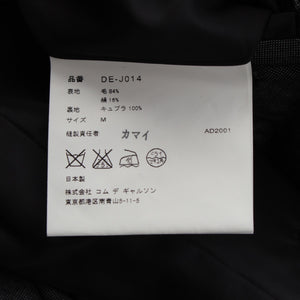 品番 DE-J014
表地 毛 84%
絹 16%
裏地 キュプラ 100%
サイズ M
縫製責任者 カマイ AD2001
日本製
株式会社 コム デ ギャルソン
東京都港区南青山5-11-5